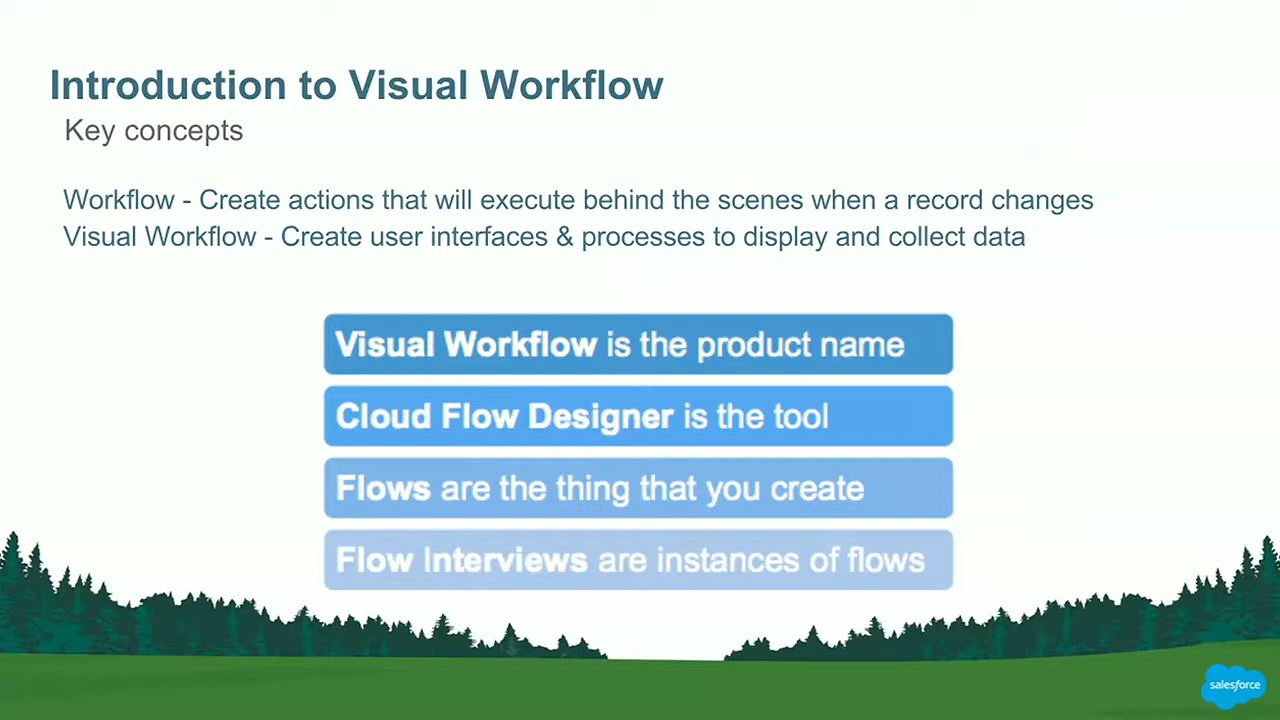 Introduction to Visual Workflow
Key concepts
Workflow - Create actions that will execute behind the scenes when a record changes
Visual Workflow - Create user interfaces & processes to display and collect data
Visual Workflow is the product name
Cloud Flow Designer is the tool
Flows are the thing that you create
Flow Interviews are instances of flows
salesforce